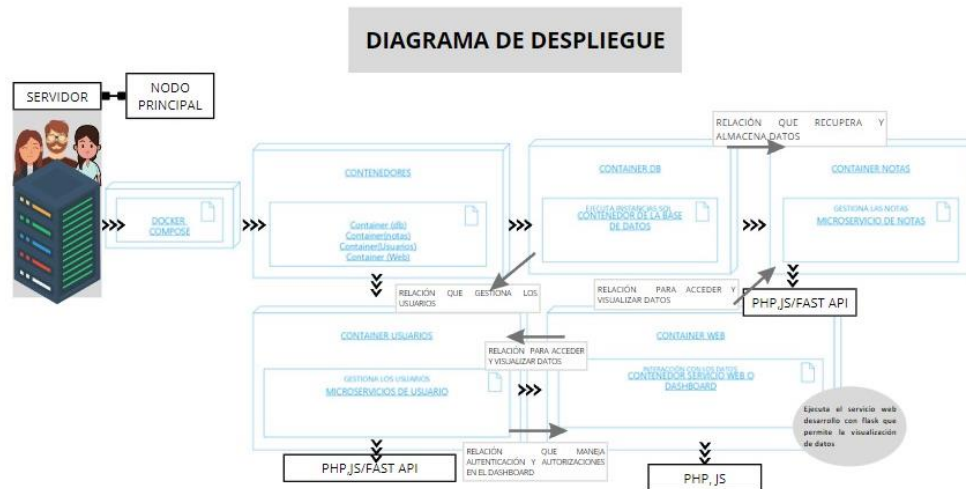 DIAGRAMA DE DESPLIEGUE
SERVIDOR
NODO
PRINCIPAL
RELACIÓN QUE RECUPERA Y
ALMACENA DATOS
CONTENEDORES
CONTAINER DB
CONTAINER NOTAS
DOCKER
COMPOSE
Container (db)
Container(notas)
Container(Usuarios)
Container (Web)
EJECUTA INSTANCIAS SQL
CONTENEDOR DE LA BASE
DE DATOS
GESTIONA LAS NOTAS
MICROSERVICIO DE NOTAS
RELACIÓN QUE GESTIONA LOS
USUARIOS
RELACIÓN PARA ACCEDER Y
VISUALIZAR DATOS
PHP,JS/FAST API
CONTAINER USUARIOS
RELACIÓN PARA ACCEDER
Y VISUALIZAR DATOS
CONTAINER WEB
GESTIONA LOS USUARIOS
MICROSERVICIOS DE USUARIO
INTERACCIÓN CON LOS DATOS
CONTENEDOR SERVICIO WEB O
DASHBOARD
Ejecuta el servicio web
desarrollo con flask que
permite la visualización
de datos
RELACIÓN QUE MANEJA
AUTENTICACIÓN Y AUTORIZACIONES
EN EL DASHBOARD
PHP,JS/FAST API
PHP, JS